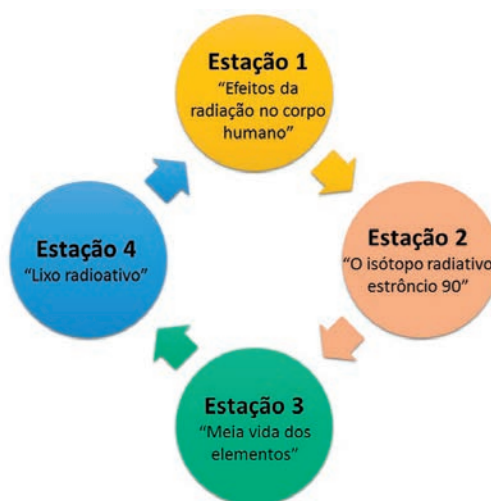 Estação 1
“Efeitos da
radiação no corpo
humano”
Estação 2
“O isótopo radiativo
estrôncio 90”
Estação 3
“Meia vida dos
elementos”
Estação 4
“Lixo radioativo”